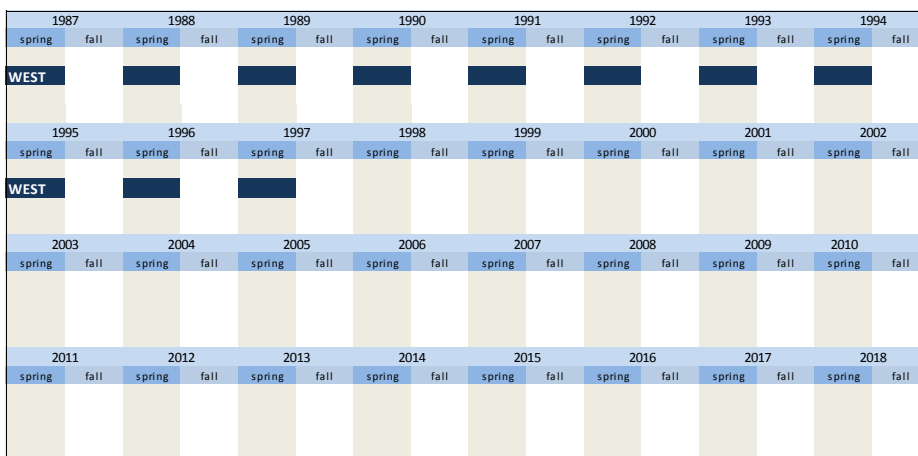 1987 1988 1989 1990 1991 1992 1993 1994
spring fall spring fall spring fall spring fall spring fall spring fall spring fall spring fall
WEST
1995 1996 1997 1998 1999 2000 2001 2002
spring fall spring fall spring fall spring fall spring fall spring fall spring fall spring fall
WEST
2003 2004 2005 2006 2007 2008 2009 2010
spring fall spring fall spring fall spring fall spring fall spring fall spring fall spring fall
2011 2012 2013 2014 2015 2016 2017 2018
spring fall spring fall spring fall spring fall spring fall spring fall spring fall spring fall